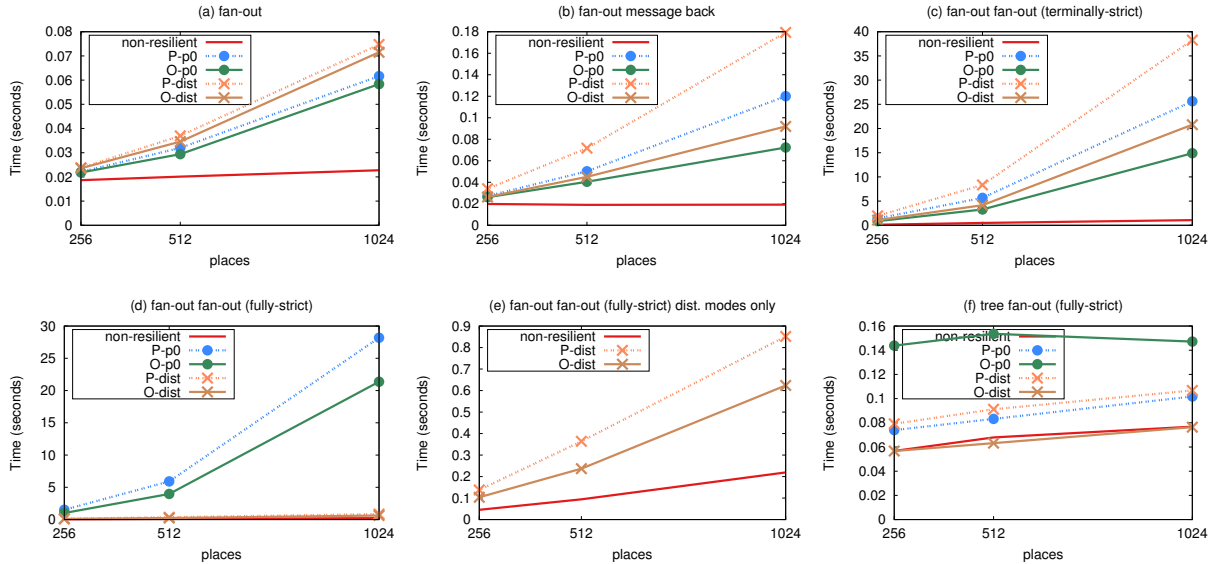 (a) fan-out
0.08
0.07
0.06
0.05
0.04
0.03
0.02
0.01
0
256
512
1024
Time (seconds)
places
non-resilient
P-p0
O-p0
P-dist
O-dist
(b) fan-out message back
0.18
0.16
0.14
0.12
0.1
0.08
0.06
0.04
0.02
0
256
512
1024
Time (seconds)
places
non-resilient
P-p0
O-p0
P-dist
O-dist
(c) fan-out fan-out (terminally-strict)
40
35
30
25
20
15
10
5
0
256
512
1024
Time (seconds)
places
non-resilient
P-p0
O-p0
P-dist
O-dist
(d) fan-out fan-out (fully-strict)
30
25
20
15
10
5
0
256
512
1024
Time (seconds)
places
non-resilient
P-p0
O-p0
P-dist
O-dist
(e) fan-out fan-out (fully-strict) dist. modes only
0.9
0.8
0.7
0.6
0.5
0.4
0.3
0.2
0.1
0
256
512
1024
Time (seconds)
places
non-resilient
P-dist
O-dist
(f) tree fan-out (fully-strict)
0.16
0.14
0.12
0.1
0.08
0.06
0.04
0.02
0
256
512
1024
Time (seconds)
places
non-resilient
P-p0
O-p0
P-dist
O-dist